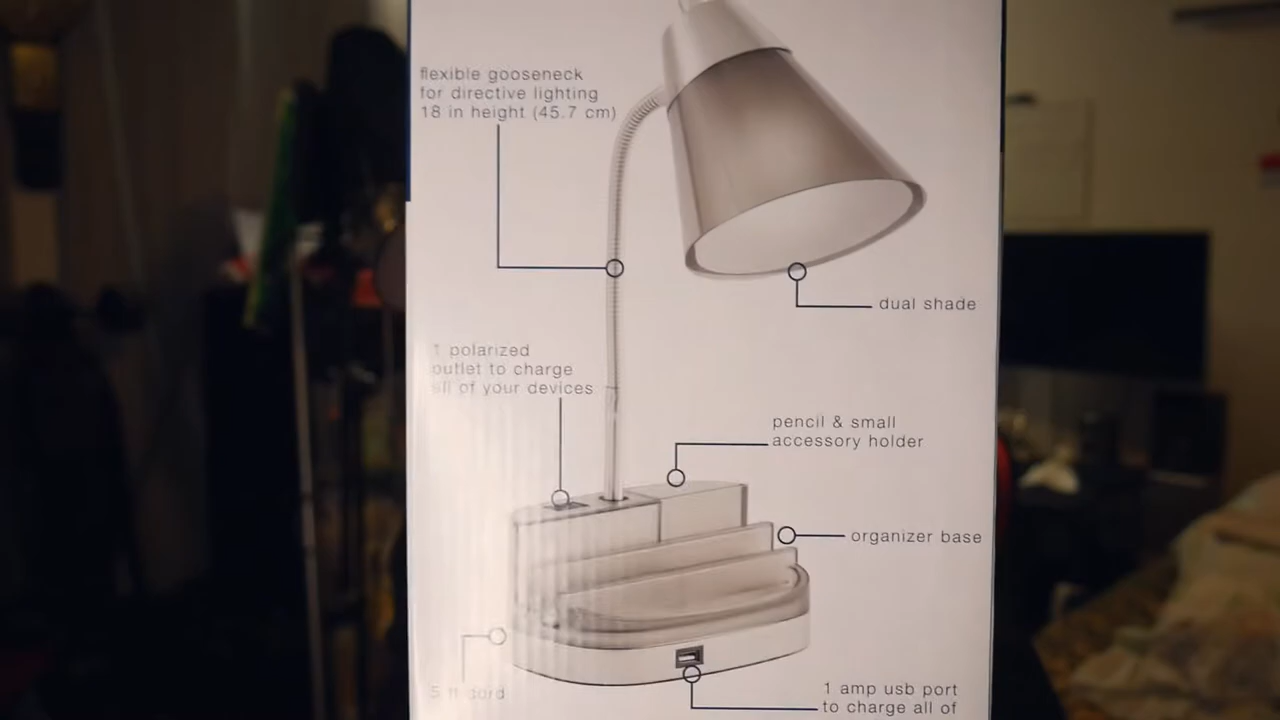 flexible gooseneck
for directive lighting
18 in height (45.7 cm)
dual shade
1 polarized
outlet to charge
all of your devices
pencil & small
accessory holder
organizer base
5 ft cord
1 amp usb port
to charge all of